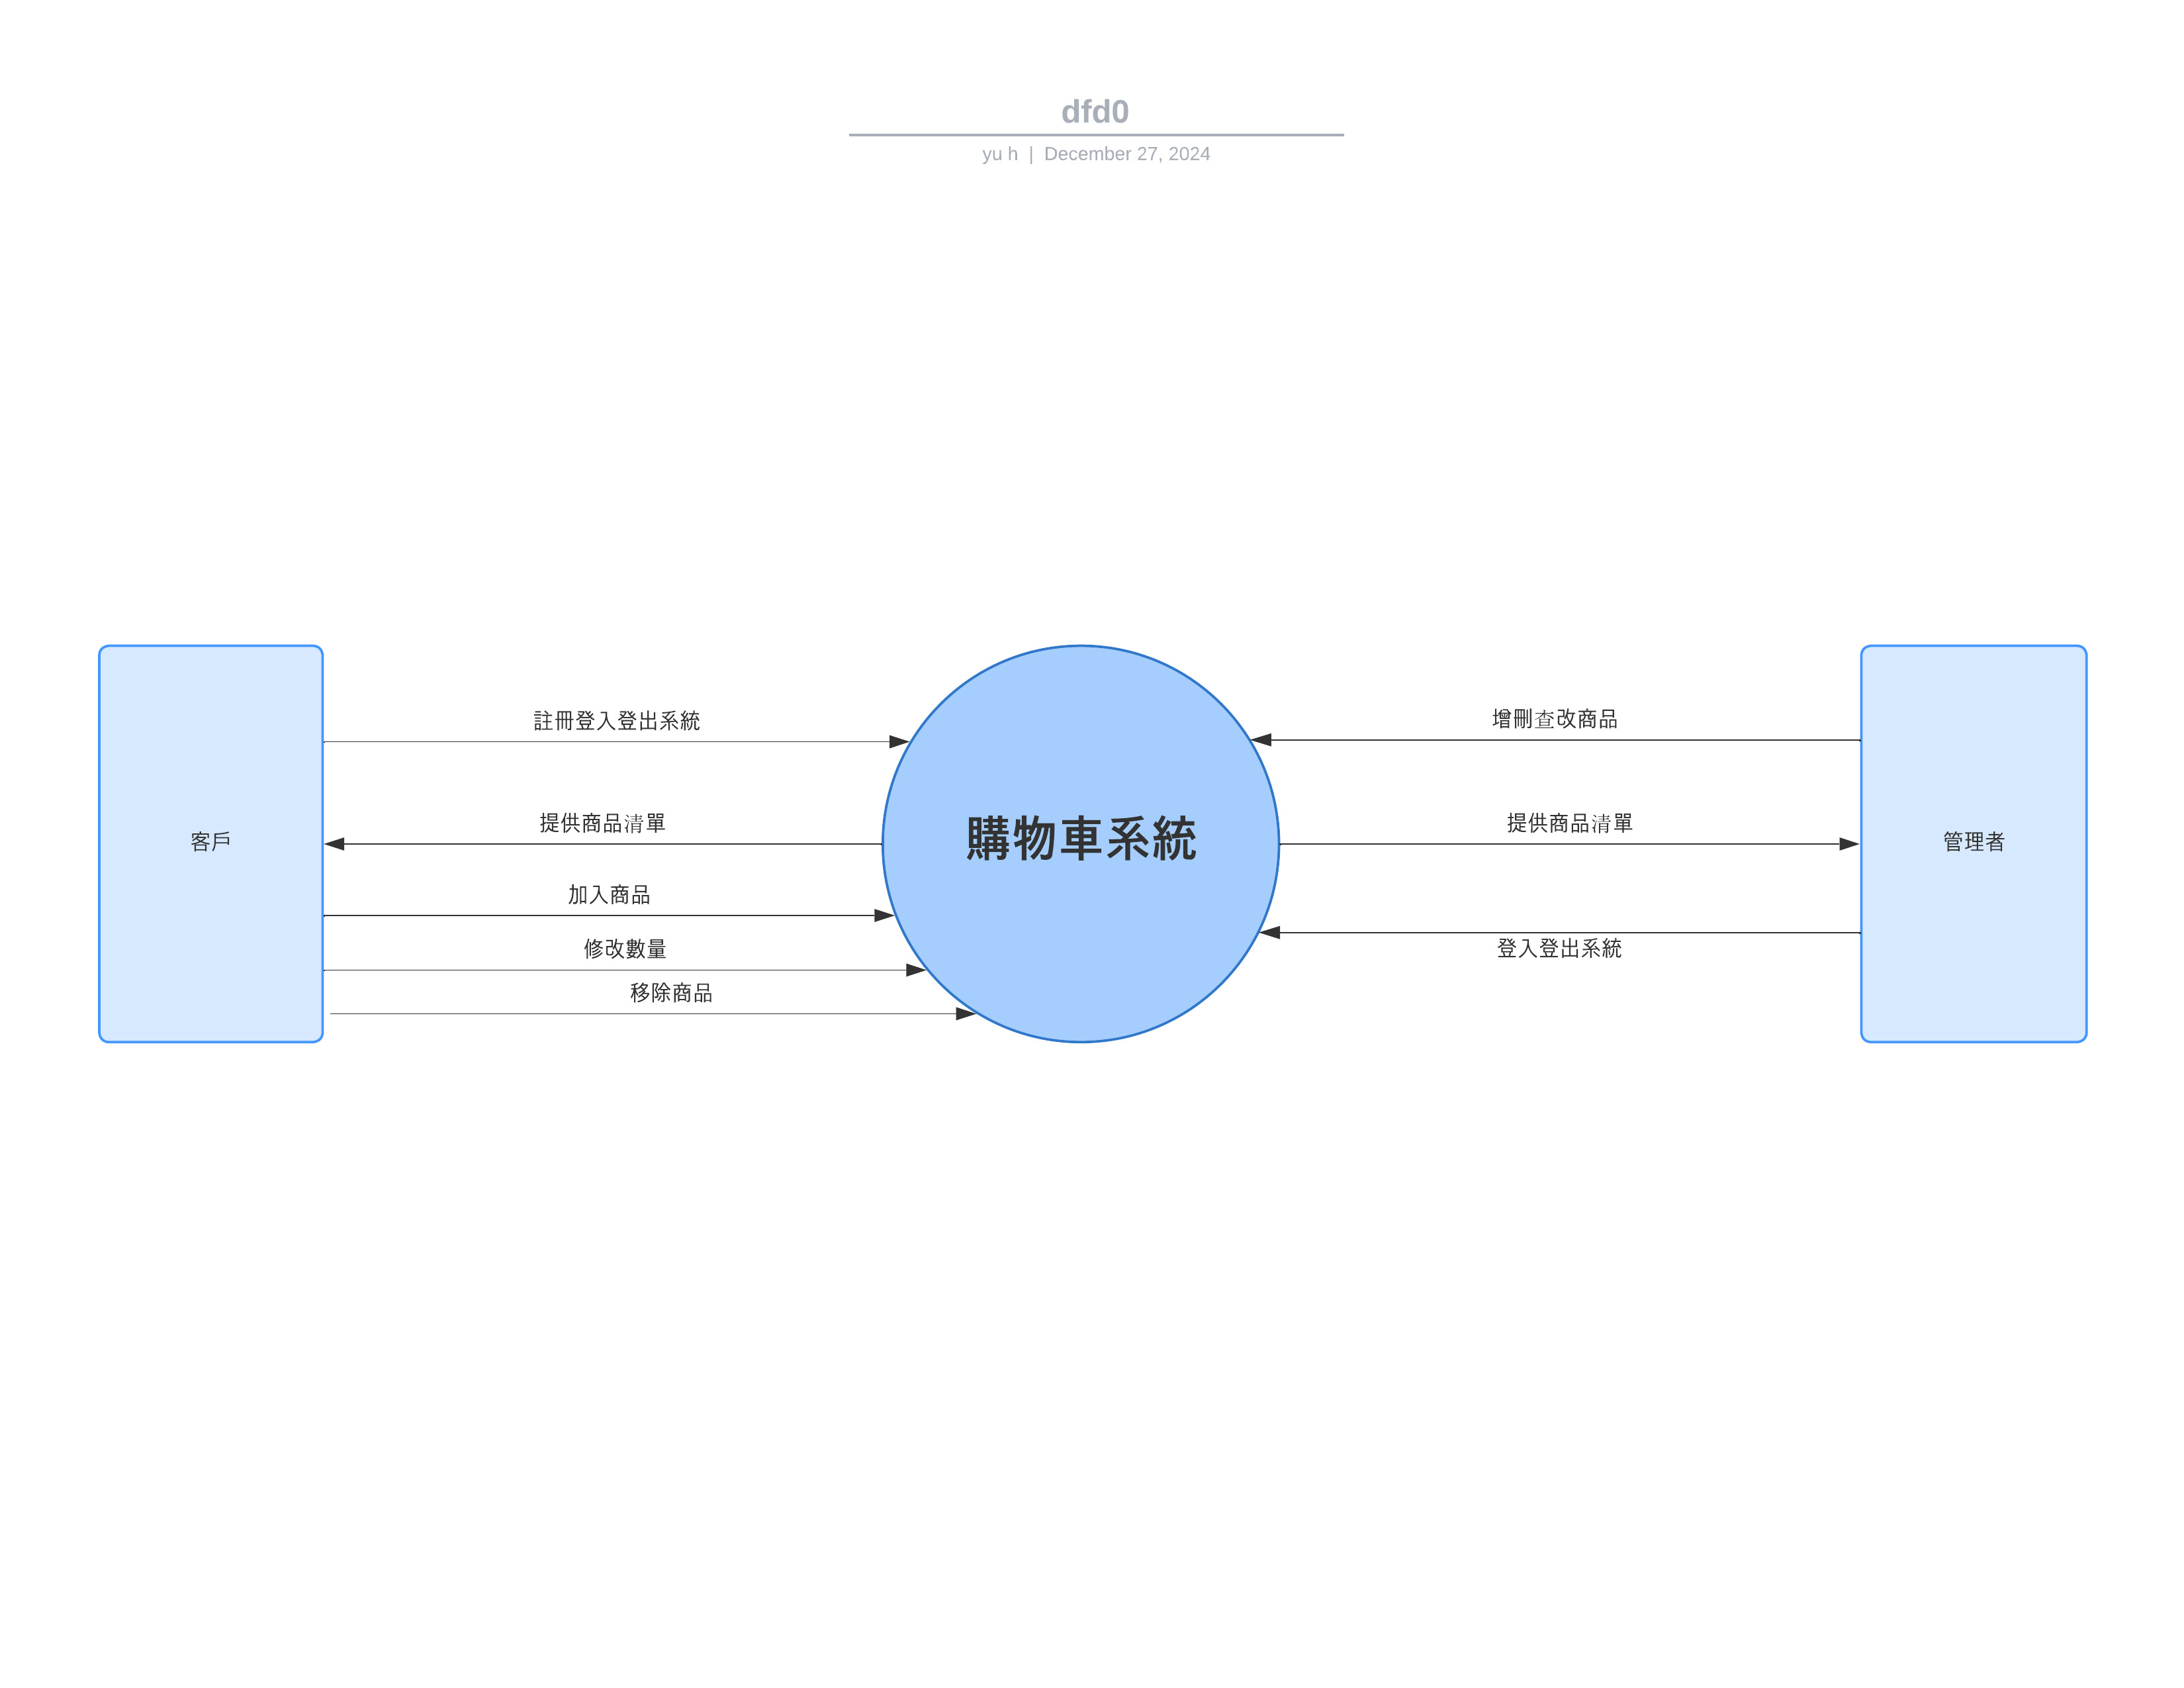 dfd0
yu h | December 27, 2024
註冊登入登出系統
增刪查改商品
提供商品清單
提供商品清單
購物車系統
客戶
管理者
加入商品
修改數量
登入登出系統
移除商品